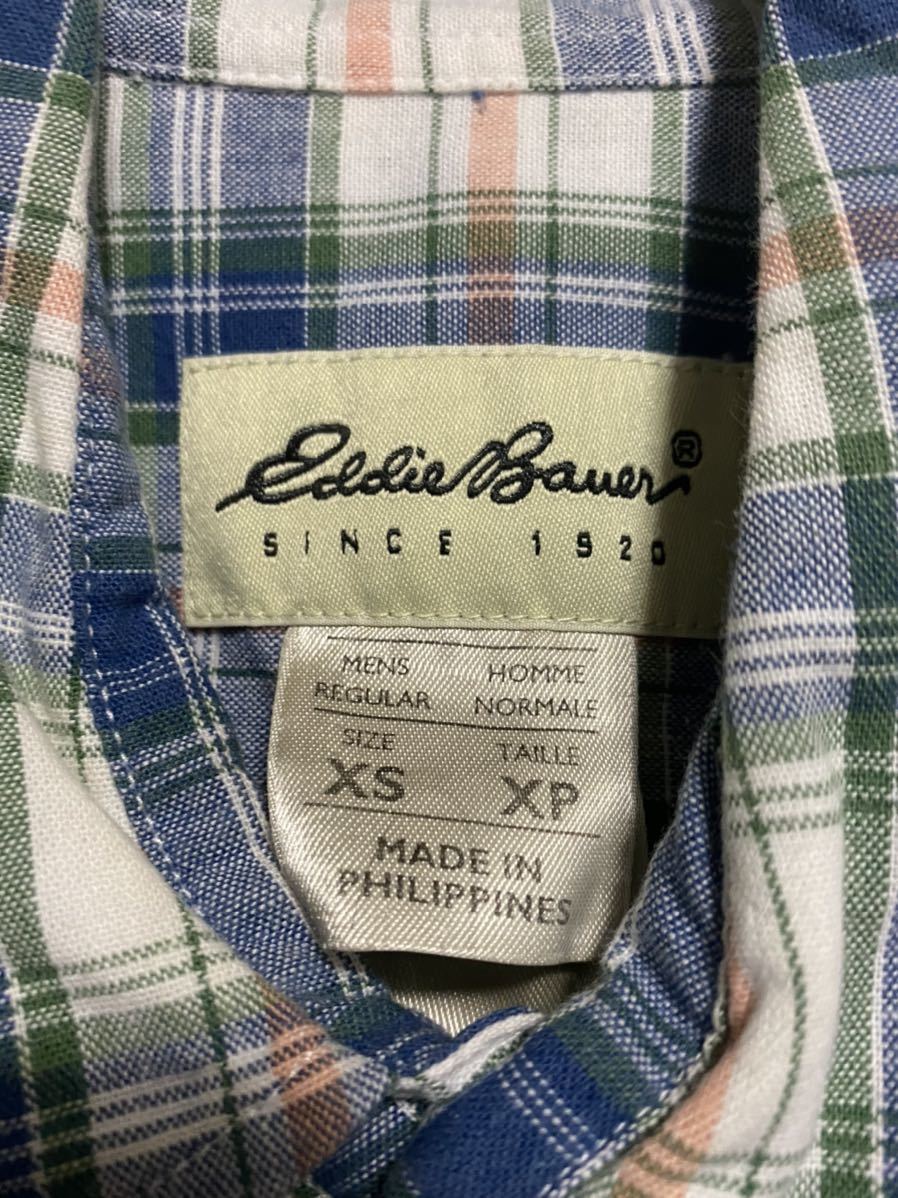 Eddie Bauer®
SINCE 1920
MENS HOMME
REGULAR NORMALE
SIZE TAILLE
XS XP
MADE IN
PHILIPPINES